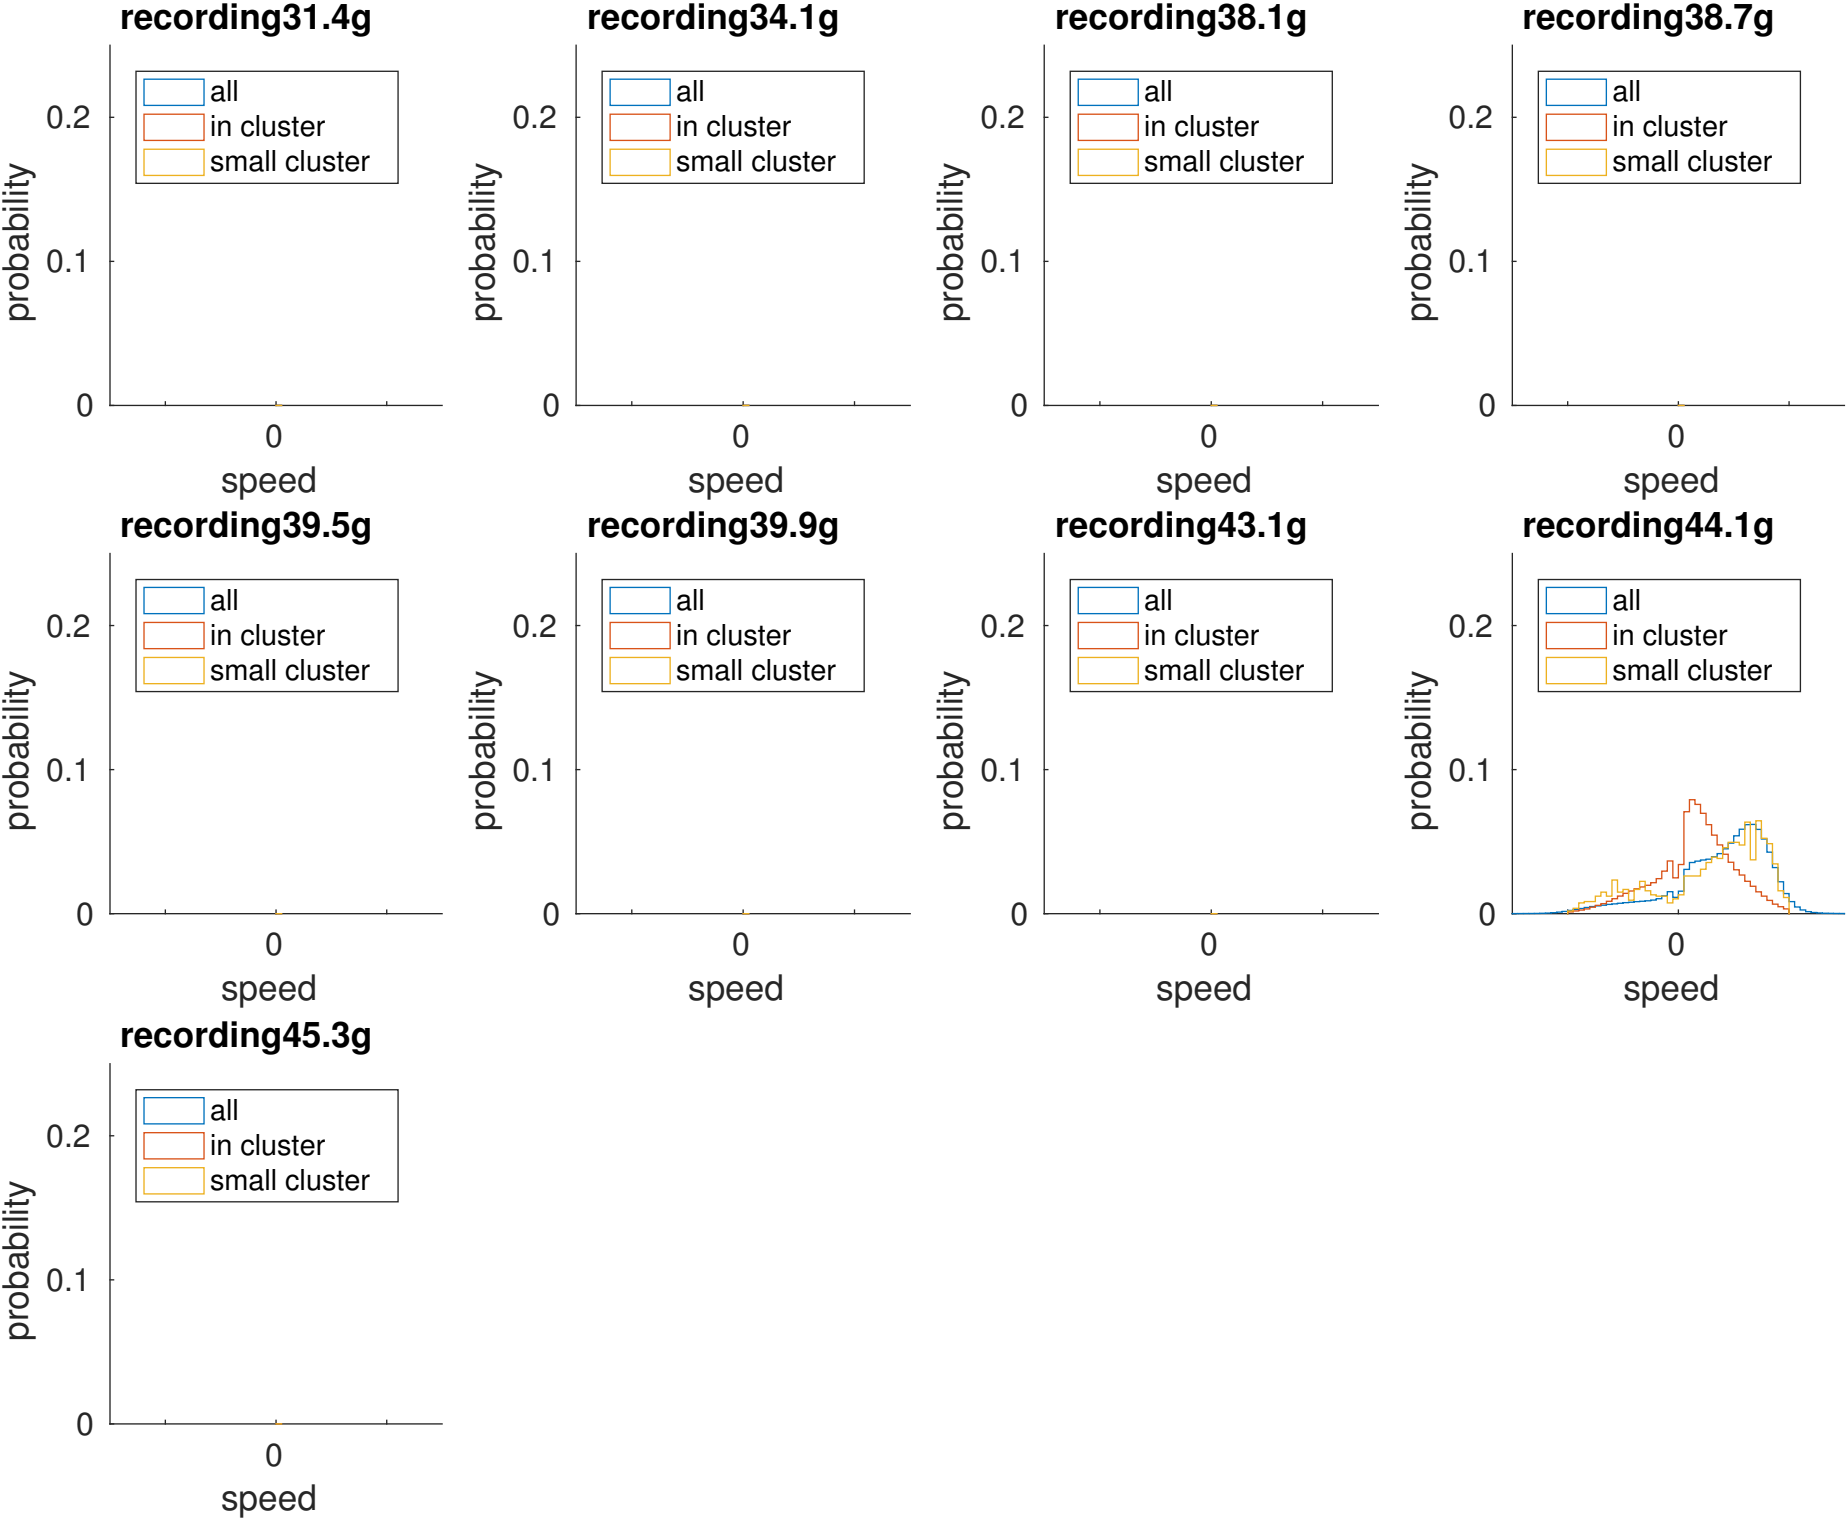 recording31.4g
recording34.1g
recording38.1g
recording38.7g
all
in cluster
small cluster
all
in cluster
small cluster
all
in cluster
small cluster
all
in cluster
small cluster
probability
0.2
0.1
0
probability
0.2
0.1
0
probability
0.2
0.1
0
probability
0.2
0.1
0
0
0
0
0
speed
speed
speed
speed
recording39.5g
recording39.9g
recording43.1g
recording44.1g
all
in cluster
small cluster
all
in cluster
small cluster
all
in cluster
small cluster
all
in cluster
small cluster
probability
0.2
0.1
0
probability
0.2
0.1
0
probability
0.2
0.1
0
probability
0.2
0.1
0
0
0
0
0
speed
speed
speed
speed
recording45.3g
all
in cluster
small cluster
probability
0.2
0.1
0
0
speed